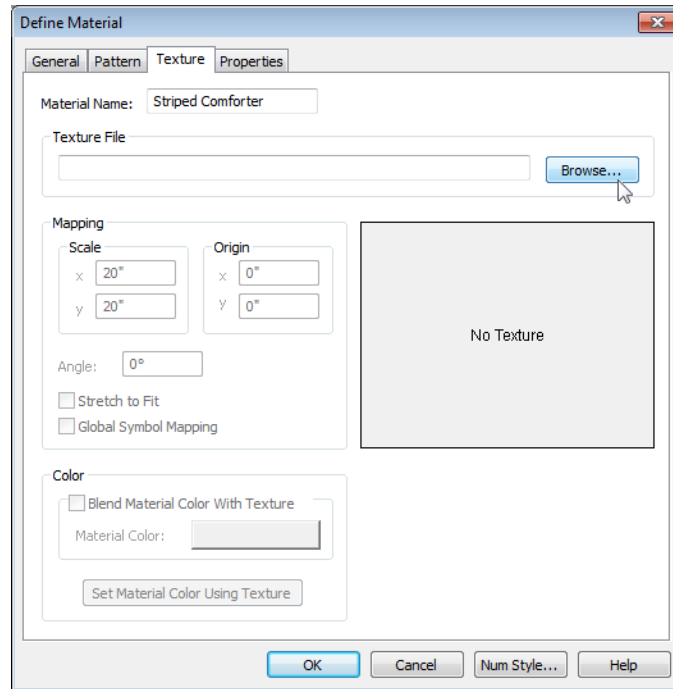 Define Material
General Pattern Texture Properties
Material Name: Striped Comforter
Texture File
Browse...
Mapping
Scale Origin
x 20" x 0"
y 20" y 0"
No Texture
Angle: 0°
Stretch to Fit
Global Symbol Mapping
Color
Blend Material Color With Texture
Material Color:
Set Material Color Using Texture
OK Cancel Num Style... Help